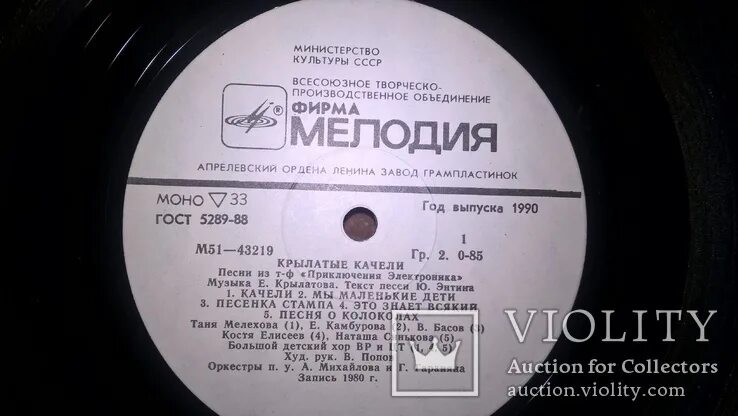 МИНИСТЕРСТВО
КУЛЬТУРЫ СССР
ВСЕСОЮЗНОЕ ТВОРЧЕСКО-
ПРОИЗВОДСТВЕННОЕ ОБЪЕДИНЕНИЕ
®
ФИРМА
МЕЛОДИЯ
АПРЕЛЕВСКИЙ ОРДЕНА ЛЕНИНА ЗАВОД ГРАМПЛАСТИНОК
МОНО ▽ 33
ГОСТ 5289-88
Год выпуска 1990
М51—43219
1
Гр. 2. 0-85
КРЫЛАТЫЕ КАЧЕЛИ
Песни из т-ф «Приключения Электроника»
Музыка Е. Крылатова. Текст песен Ю. Энтина
1. КАЧЕЛИ 2. МЫ МАЛЕНЬКИЕ ДЕТИ
3. ПЕСЕНКА СТАМПА 4. ЭТО ЗНАЕТ ВСЯКИЙ
5. ПЕСНЯ О КОЛОКОЛАХ
Таня Мелехова (1), Е. Камбурова (2), В. Басов (3)
Костя Елисеев (4), Наташа (5)
Большой детский хор ВР и ЦТ
Худ. рук. В. Попов
Оркестры п. у. А. Михайлова и Г. Гараняна
Запись 1980 г.
VIOLITY
Auction for Collectors
auction.violity.com